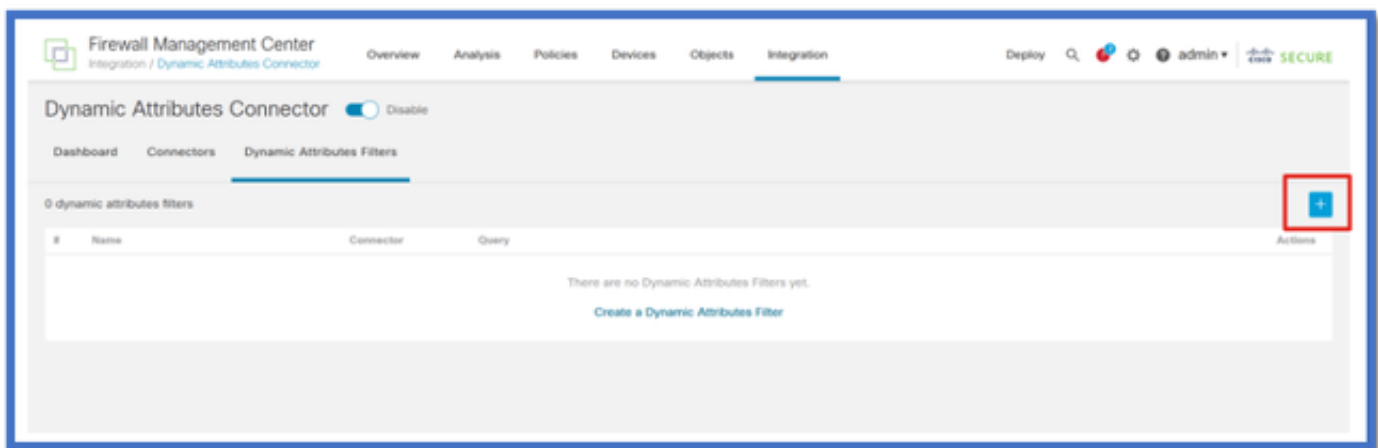 Firewall Management Center
Integration / Dynamic Attributes Connector
Overview Analysis Policies Devices Objects Integration Deploy admin SECURE
Dynamic Attributes Connector Disable
Dashboard Connectors Dynamic Attributes Filters
0 dynamic attributes filters
# Name Connector Query Actions
There are no Dynamic Attributes Filters yet.
Create a Dynamic Attributes Filter